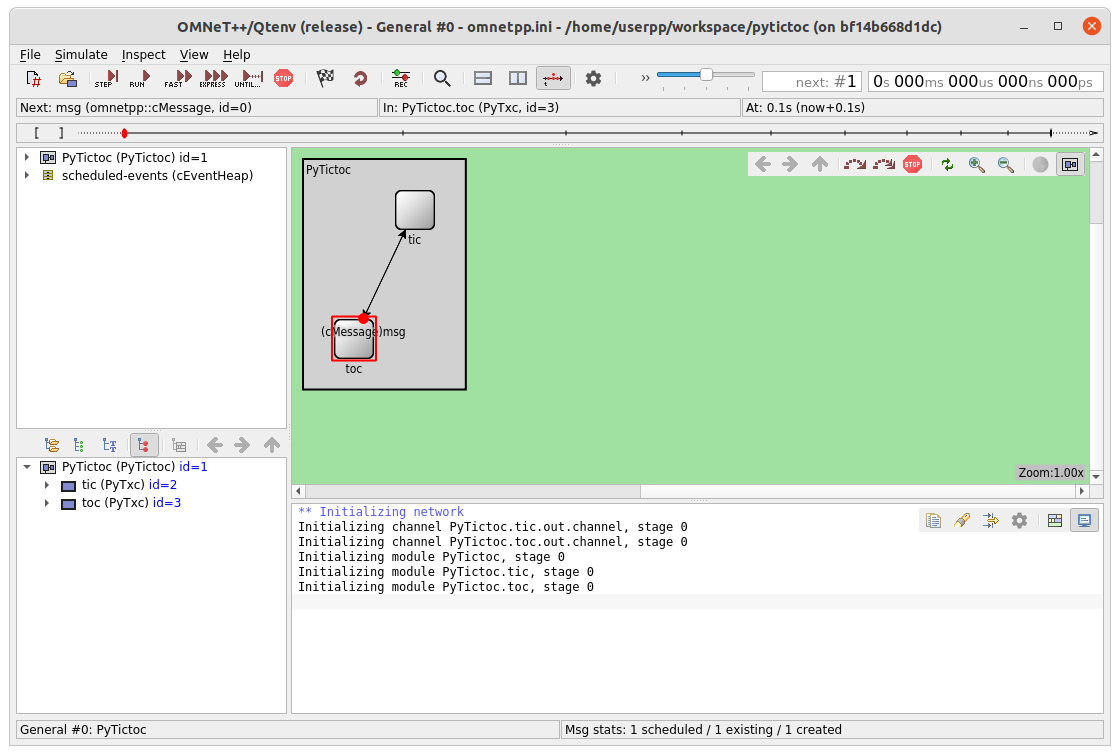 OMNeT++/Qtenv (release) - General #0 - omnetpp.ini - /home/userpp/workspace/pytictoc (on bf14b668d1dc)
File Simulate Inspect View Help
STEP RUN FAST EXPRESS UNTIL... STOP REC next: #1 0s 000ms 000us 000ns 000ps
Next: msg (omnetpp::cMessage, id=0) In: PyTictoc.toc (PyTxc, id=3) At: 0.1s (now+0.1s)
[ ]
PyTictoc (PyTictoc) id=1
scheduled-events (cEventHeap)
PyTictoc
STOP
tic
(cMessage)msg
toc
Zoom:1.00x
PyTictoc (PyTictoc) id=1
tic (PyTxc) id=2
toc (PyTxc) id=3
** Initializing network
Initializing channel PyTictoc.tic.out.channel, stage 0
Initializing channel PyTictoc.toc.out.channel, stage 0
Initializing module PyTictoc, stage 0
Initializing module PyTictoc.tic, stage 0
Initializing module PyTictoc.toc, stage 0
General #0: PyTictoc Msg stats: 1 scheduled / 1 existing / 1 created